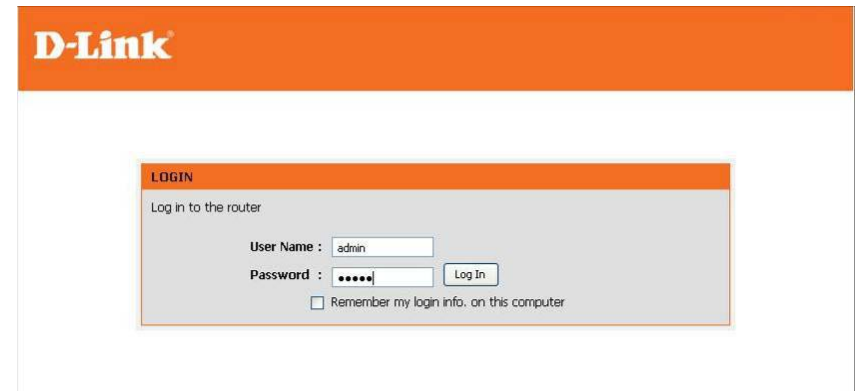 D-Link
LOGIN
Log in to the router
User Name : admin
Password : ●●●●● Log In
Remember my login info. on this computer